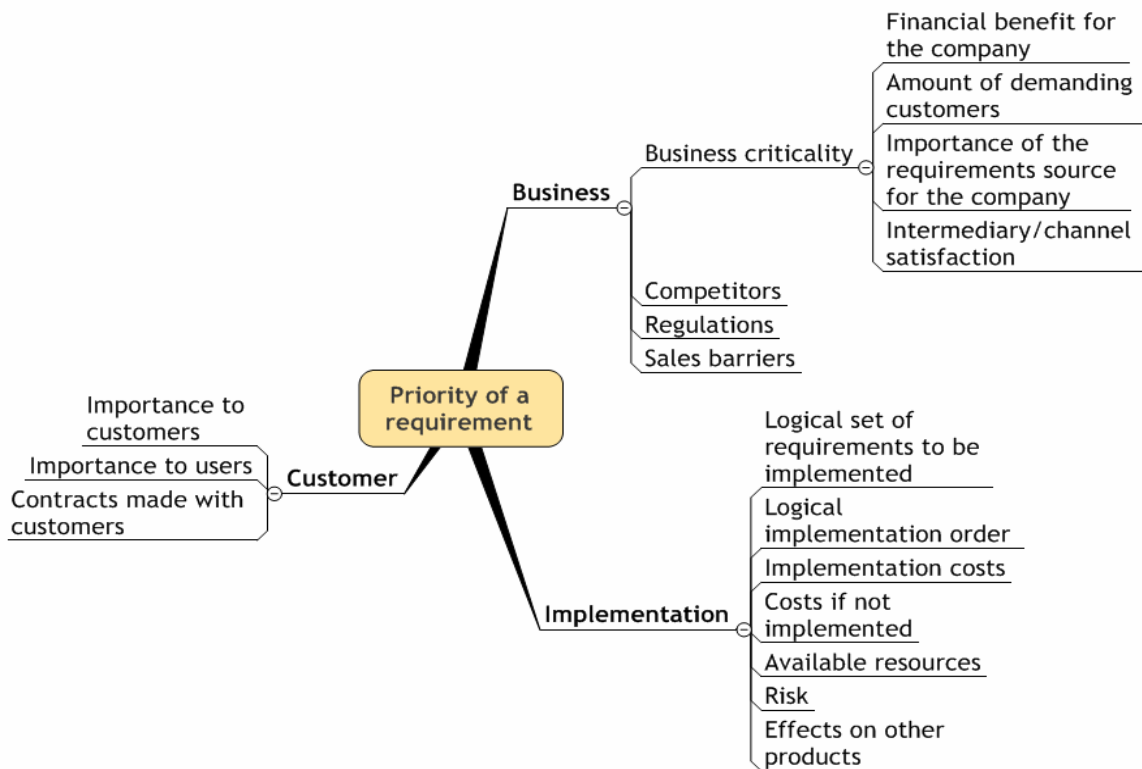 Financial benefit for
the company
Amount of demanding
customers
Importance of the
requirements source
for the company
Intermediary/channel
satisfaction
Business criticality
Business
Competitors
Regulations
Sales barriers
Priority of a
requirement
Importance to
customers
Importance to users
Contracts made with
customers
Customer
Logical set of
requirements to be
implemented
Logical
implementation order
Implementation costs
Costs if not
implemented
Available resources
Risk
Effects on other
products
Implementation